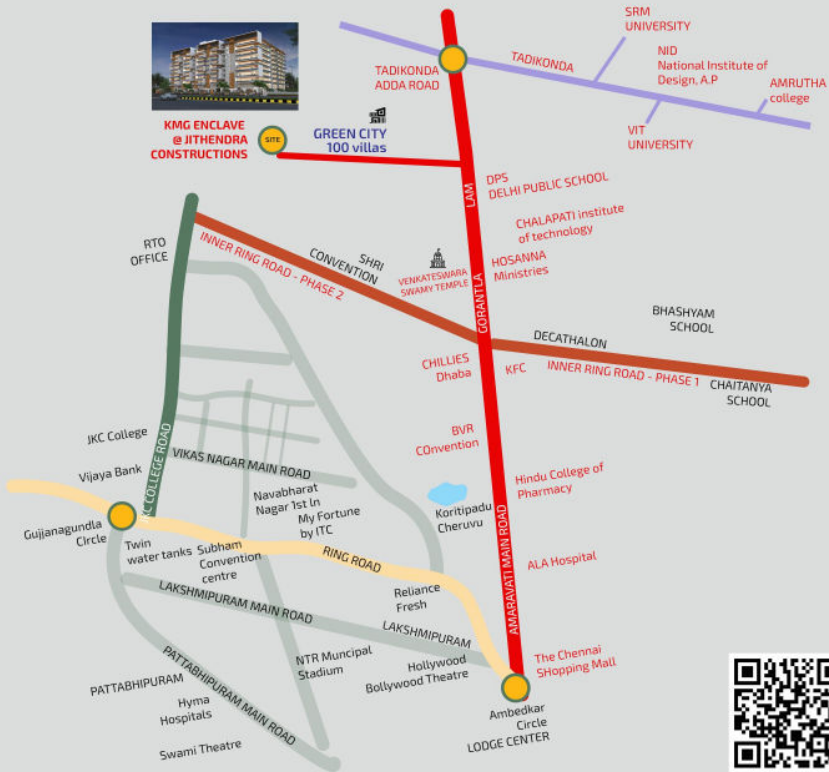 SRM
UNIVERSITY
TADIKONDA
NID
National Institute of
Design, A.P
AMRUTHA
college
TADIKONDA
ADDA ROAD
VIT
UNIVERSITY
KMG ENCLAVE
@ JITHENDRA
CONSTRUCTIONS
SITE
GREEN CITY
100 villas
LAM
DPS
DELHI PUBLIC SCHOOL
CHALAPATI institute
of technology
RTO
OFFICE
INNER RING ROAD - PHASE 2
SHRI
CONVENTION
VENKATESWARA
SWAMY TEMPLE
HOSANNA
Ministries
GORANTLA
BHASHYAM
SCHOOL
DECATHALON
INNER RING ROAD - PHASE 1
CHAITANYA
SCHOOL
CHILLIES
Dhaba
KFC
BVR
COnvention
JKC College
JKC COLLEGE ROAD
VIKAS NAGAR MAIN ROAD
Vijaya Bank
Navabharat
Nagar 1st ln
My Fortune
by ITC
Koritipadu
Cheruvu
Hindu College of
Pharmacy
Gujjanagundla
CIrcle
Twin
water tanks
Subham
Convention
centre
RING ROAD
AMARAVATI MAIN ROAD
ALA Hospital
Reliance
Fresh
LAKSHMIPURAM MAIN ROAD
LAKSHMIPURAM
NTR Muncipal
Stadium
Hollywood
Bollywood Theatre
The Chennai
SHopping Mall
PATTABHIPURAM
PATTABHIPURAM MAIN ROAD
Hyma
Hospitals
Swami Theatre
Ambedkar
Circle
LODGE CENTER